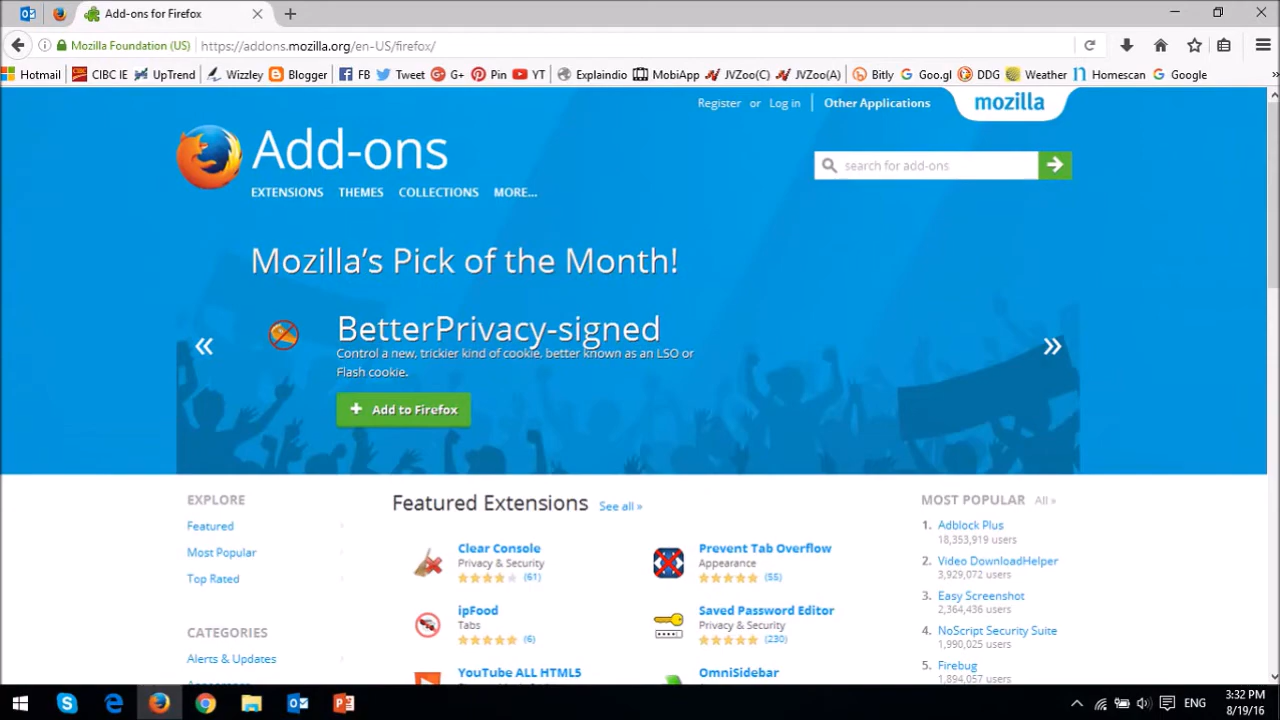 Add-ons for Firefox
Mozilla Foundation (US)
https://addons.mozilla.org/en-US/firefox/
Hotmail
CIBC IE
UpTrend
Wizzley
Blogger
FB
Tweet
G+
Pin
YT
Explaindio
MobiApp
JVZoo(C)
JVZoo(A)
Bitly
Goo.gl
DDG
Weather
Homescan
Google
Register or Log in
Other Applications
mozilla
Add-ons
search for add-ons
EXTENSIONS THEMES COLLECTIONS MORE...
Mozilla's Pick of the Month!
BetterPrivacy-signed
Control a new, trickier kind of cookie, better known as an LSO or
Flash cookie.
Add to Firefox
EXPLORE
Featured
Most Popular
Top Rated
CATEGORIES
Alerts & Updates
Featured Extensions See all »
Clear Console
Privacy & Security
(61)
Prevent Tab Overflow
Appearance
(55)
ipFood
Tabs
(6)
Saved Password Editor
Privacy & Security
(230)
YouTube ALL HTML5
OmniSidebar
MOST POPULAR All »
1. Adblock Plus
18,353,919 users
2. Video DownloadHelper
3,929,072 users
3. Easy Screenshot
2,364,436 users
4. NoScript Security Suite
1,990,025 users
5. Firebug
1,894,057 users
ENG
3:32 PM
8/19/16